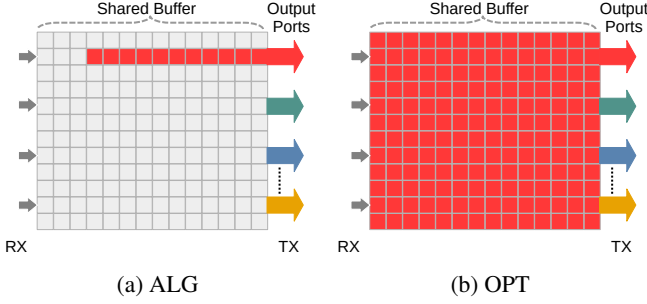 Shared Buffer
Output
Ports
RX
TX
(a) ALG
Shared Buffer
Output
Ports
RX
TX
(b) OPT